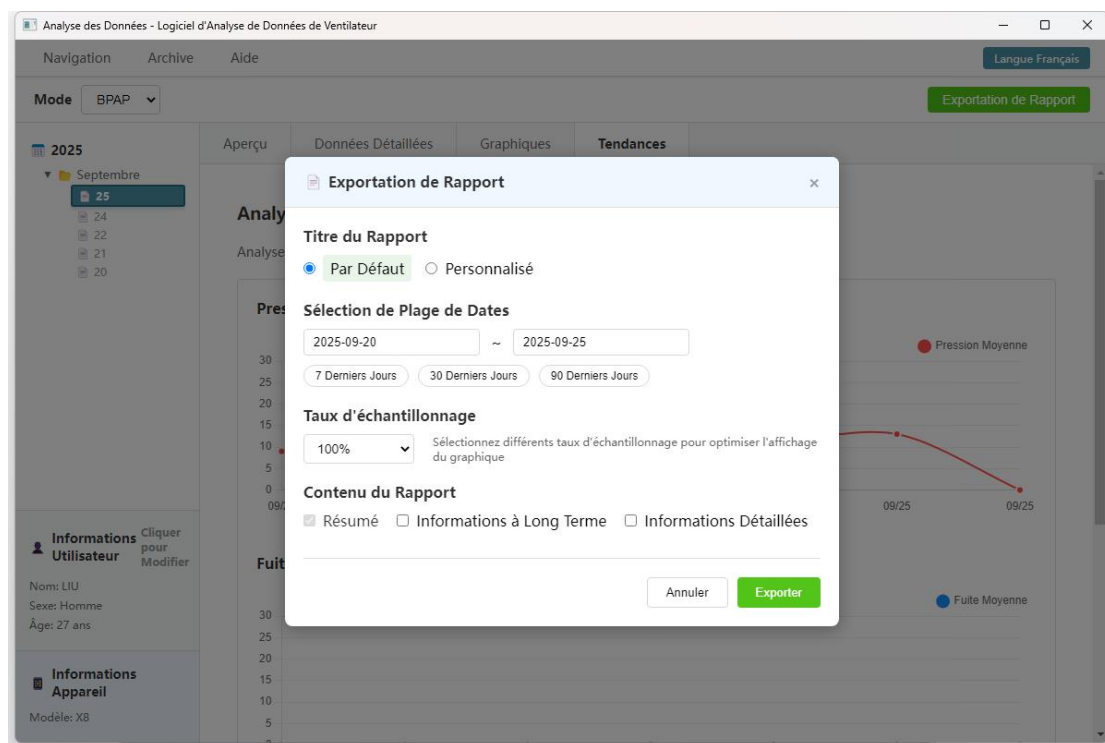 Analyse des Données - Logiciel d'Analyse de Données de Ventilateur
Navigation Archive Aide
Langue Français
Mode BPAP
Exportation de Rapport
2025
Septembre
25
24
22
21
20
Aperçu Données Détaillées Graphiques Tendances
Analy
Analyse
Pres
Pression Moyenne
30
25
20
15
10
5
0
09/25 09/25
Fuit
Fuite Moyenne
30
25
20
15
10
5
Exportation de Rapport ×
Titre du Rapport
Par Défaut Personnalisé
Sélection de Plage de Dates
2025-09-20 ~ 2025-09-25
7 Derniers Jours 30 Derniers Jours 90 Derniers Jours
Taux d'échantillonnage
100%
Sélectionnez différents taux d'échantillonnage pour optimiser l'affichage
du graphique
Contenu du Rapport
Résumé Informations à Long Terme Informations Détaillées
Annuler Exporter
Informations
Utilisateur
Cliquer
pour
Modifier
Nom: LIU
Sexe: Homme
Âge: 27 ans
Informations
Appareil
Modèle: X8